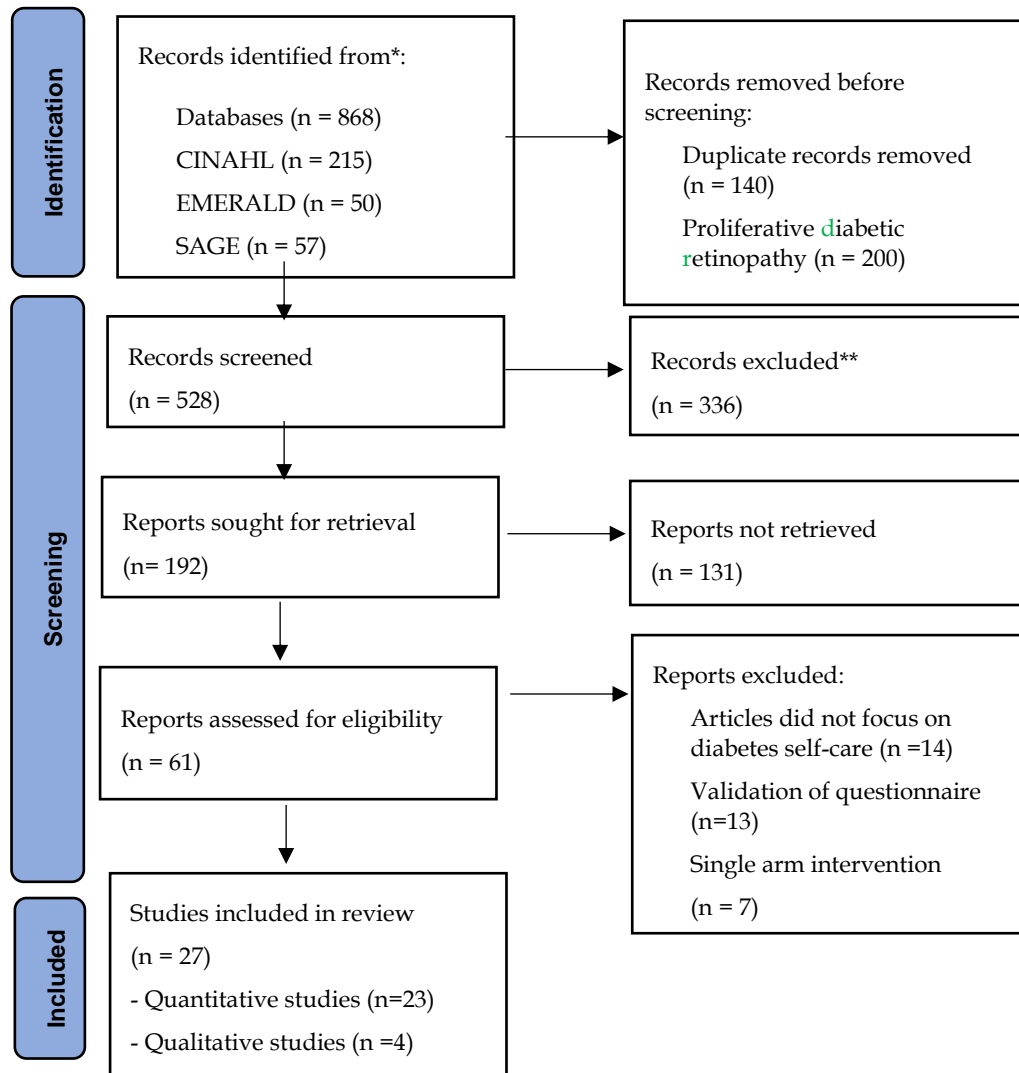 Identification
Records identified from*:
Databases (n = 868)
CINAHL (n = 215)
EMERALD (n = 50)
SAGE (n = 57)
Records removed before
screening:
Duplicate records removed
(n = 140)
Proliferative diabetic
retinopathy (n = 200)
Screening
Records screened
(n = 528)
Records excluded**
(n = 336)
Reports sought for retrieval
(n= 192)
Reports not retrieved
(n = 131)
Reports assessed for eligibility
(n = 61)
Reports excluded:
Articles did not focus on
diabetes self-care (n =14)
Validation of questionnaire
(n=13)
Single arm intervention
(n = 7)
Included
Studies included in review
(n = 27)
- Quantitative studies (n=23)
- Qualitative studies (n =4)